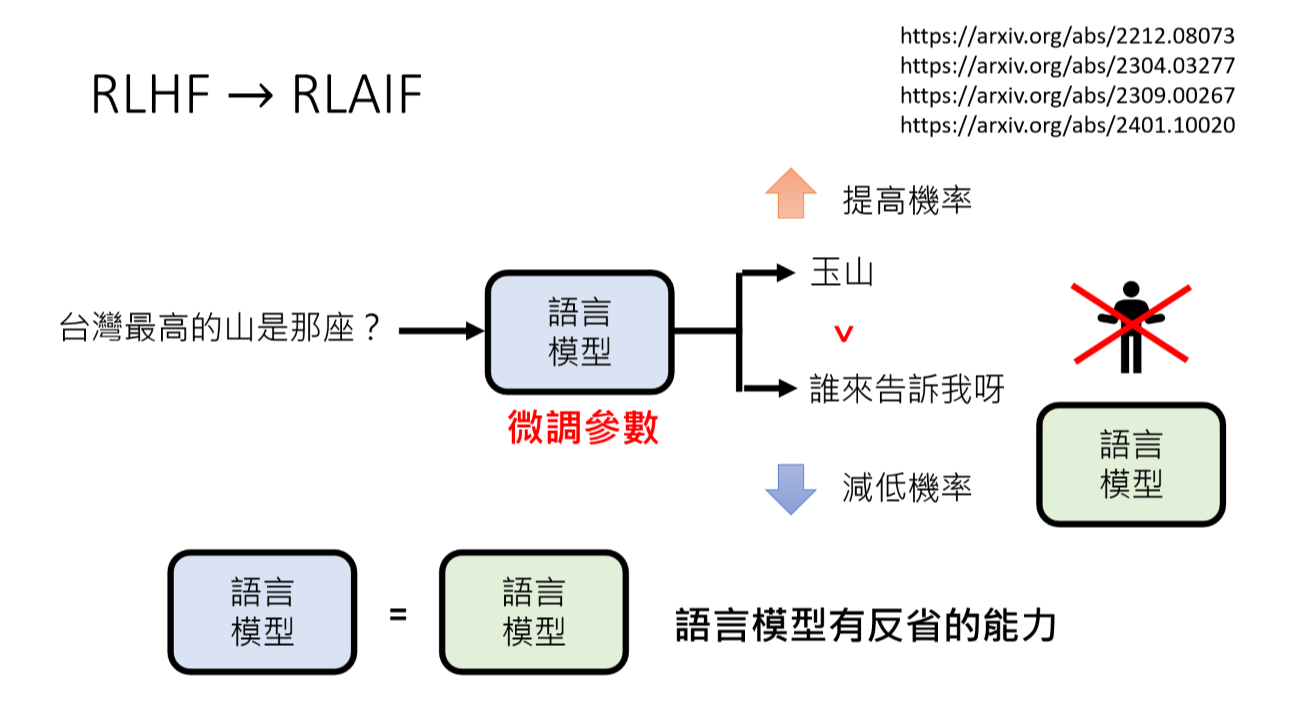 RLHF → RLAIF
https://arxiv.org/abs/2212.08073
https://arxiv.org/abs/2304.03277
https://arxiv.org/abs/2309.00267
https://arxiv.org/abs/2401.10020
提高機率
台灣最高的山是那座？
語言
模型
微調參數
玉山
>
誰來告訴我呀
減低機率
語言
模型
語言
模型
=
語言
模型
語言模型有反省的能力